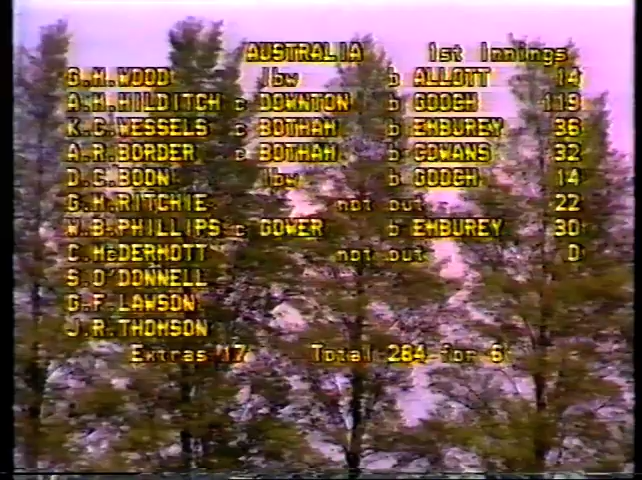 AUSTRALIA 1st Innings
G.M.WOOD lbw b ALLOTT 14
A.M.HILDITCH c DOWNTON b GOOCH 119
K.C.WESSELS c BOTHAM b EMBUREY 36
A.R.BORDER c BOTHAM b COWANS 32
D.C.BOON lbw b GOOCH 14
G.M.RITCHIE not out 22
W.B.PHILLIPS c GOWER b EMBUREY 30
C.McDERMOTT not out 0
S.O'DONNELL
G.F.LAWSON
J.R.THOMSON
Extras 17 Total 284 for 6